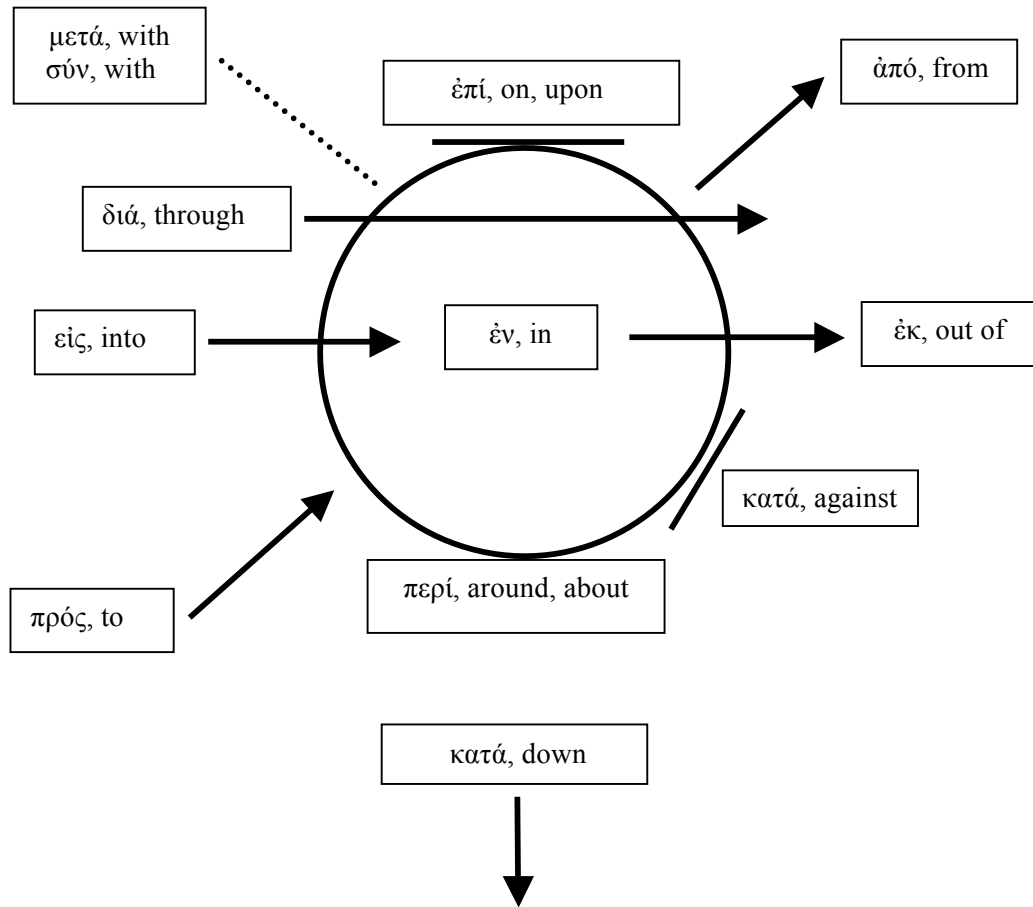 μετά, with
σύν, with
ἐπί, on, upon
ἀπό, from
διά, through
εἰς, into
ἐν, in
ἐκ, out of
κατά, against
περί, around, about
πρός, to
κατά, down